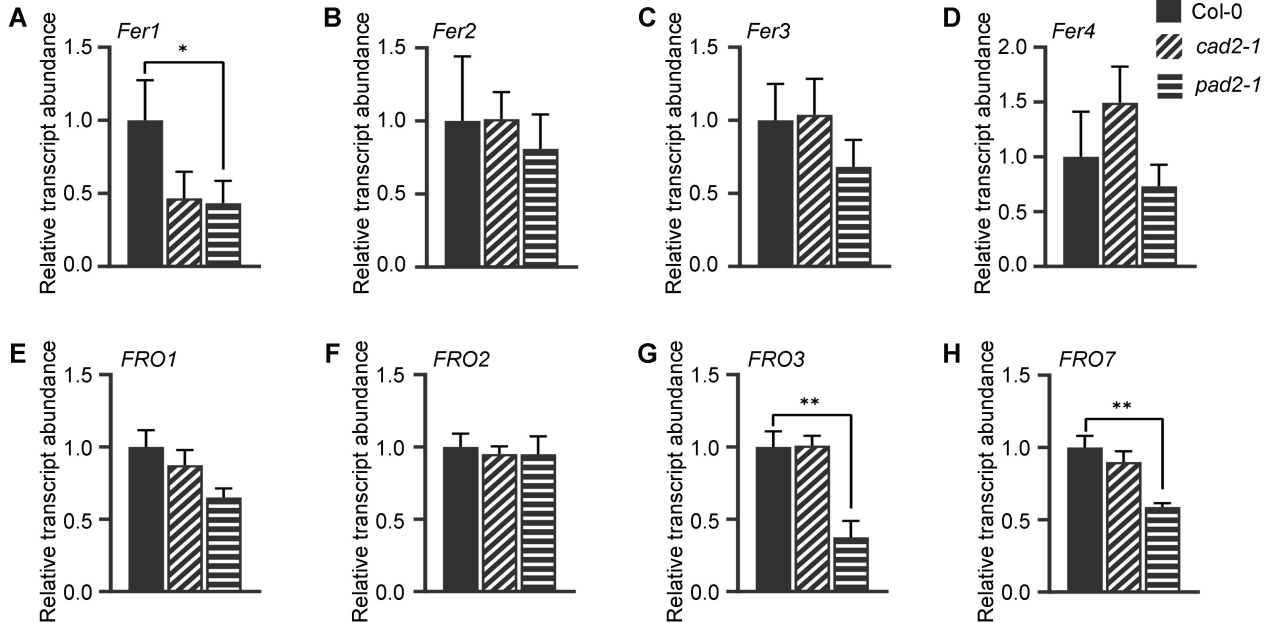 A
Fer1
Relative transcript abundance
1.5
1.0
0.5
0.0
*
B
Fer2
Relative transcript abundance
1.5
1.0
0.5
0.0
C
Fer3
Relative transcript abundance
1.5
1.0
0.5
0.0
D
Fer4
Relative transcript abundance
2.0
1.5
1.0
0.5
0.0
Col-0
cad2-1
pad2-1
E
FRO1
Relative transcript abundance
1.5
1.0
0.5
0.0
F
FRO2
Relative transcript abundance
1.5
1.0
0.5
0.0
G
FRO3
Relative transcript abundance
1.5
1.0
0.5
0.0
**
H
FRO7
Relative transcript abundance
1.5
1.0
0.5
0.0
**